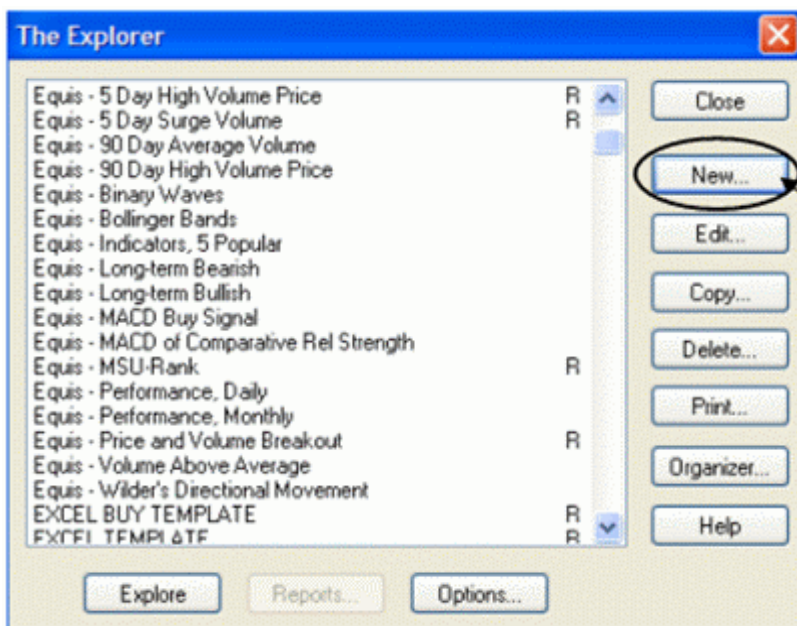 The Explorer
Equis - 5 Day High Volume Price R
Equis - 5 Day Surge Volume R
Equis - 90 Day Average Volume
Equis - 90 Day High Volume Price
Equis - Binary Waves
Equis - Bollinger Bands
Equis - Indicators, 5 Popular
Equis - Long-term Bearish
Equis - Long-term Bullish
Equis - MACD Buy Signal
Equis - MACD of Comparative Rel Strength
Equis - MSU-Rank R
Equis - Performance, Daily
Equis - Performance, Monthly
Equis - Price and Volume Breakout R
Equis - Volume Above Average
Equis - Wilder's Directional Movement
EXCEL BUY TEMPLATE R
EXCEL TEMPLATE R
Close
New...
Edit...
Copy...
Delete...
Print...
Organizer...
Help
Explore Reports... Options...